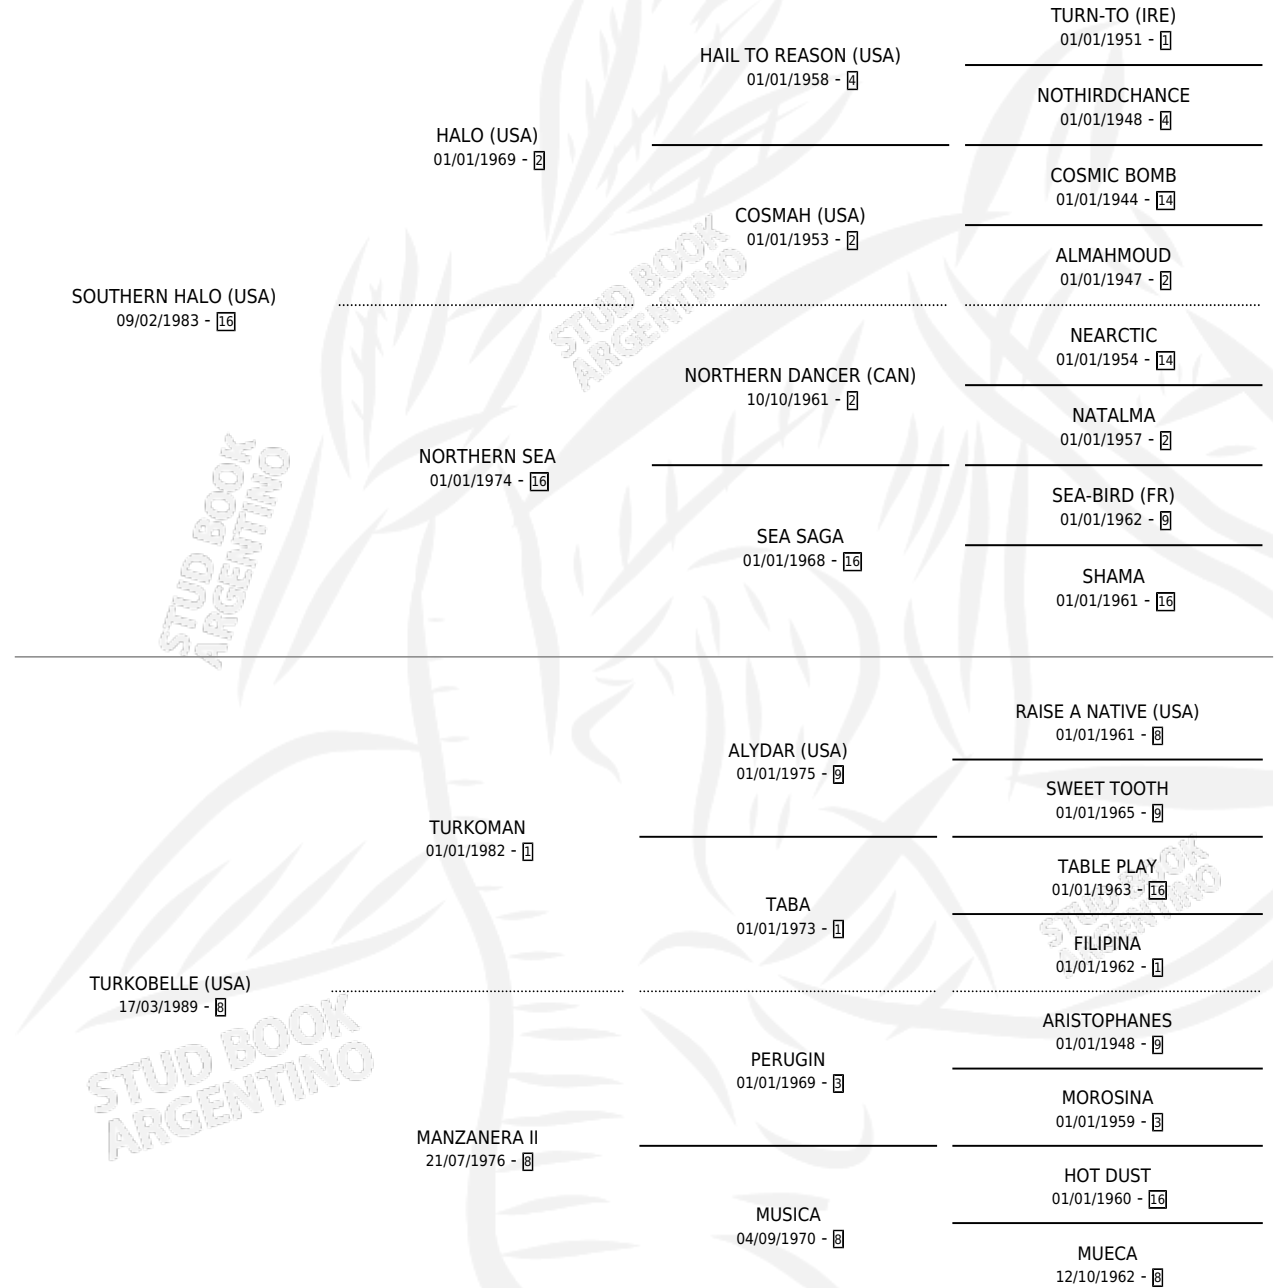 TURN-TO (IRE)
01/01/1951 - 1
HAIL TO REASON (USA)
01/01/1958 - 4
NOTHIRDCHANCE
01/01/1948 - 4
HALO (USA)
01/01/1969 - 2
COSMIC BOMB
01/01/1944 - 14
COSMAH (USA)
01/01/1953 - 2
ALMAHMOUD
01/01/1947 - 2
SOUTHERN HALO (USA)
09/02/1983 - 16
NEARCTIC
01/01/1954 - 14
NORTHERN DANCER (CAN)
10/10/1961 - 2
NATALMA
01/01/1957 - 2
NORTHERN SEA
01/01/1974 - 16
SEA-BIRD (FR)
01/01/1962 - 9
SEA SAGA
01/01/1968 - 16
SHAMA
01/01/1961 - 16
RAISE A NATIVE (USA)
01/01/1961 - 8
ALYDAR (USA)
01/01/1975 - 9
SWEET TOOTH
01/01/1965 - 9
TURKOMAN
01/01/1982 - 1
TABLE PLAY
01/01/1963 - 16
TABA
01/01/1973 - 1
FILIPINA
01/01/1962 - 1
TURKOBELLE (USA)
17/03/1989 - 8
ARISTOPHANES
01/01/1948 - 9
PERUGIN
01/01/1969 - 3
MOROSINA
01/01/1959 - 3
MANZANERA II
21/07/1976 - 8
HOT DUST
01/01/1960 - 16
MUSICA
04/09/1970 - 8
MUECA
12/10/1962 - 8
STUD BOOK
ARGENTINO
STUD BOOK
ARGENTINO
STUD BOOK
ARGENTINO
STUD BOOK
ARGENTINO